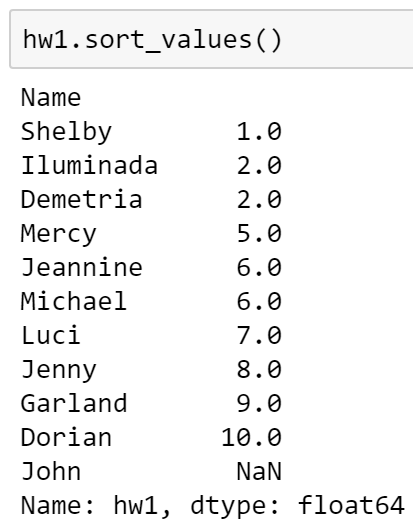 hw1.sort_values()
Name
Shelby 1.0
Iluminada 2.0
Demetria 2.0
Mercy 5.0
Jeannine 6.0
Michael 6.0
Luci 7.0
Jenny 8.0
Garland 9.0
Dorian 10.0
John NaN
Name: hw1, dtype: float64